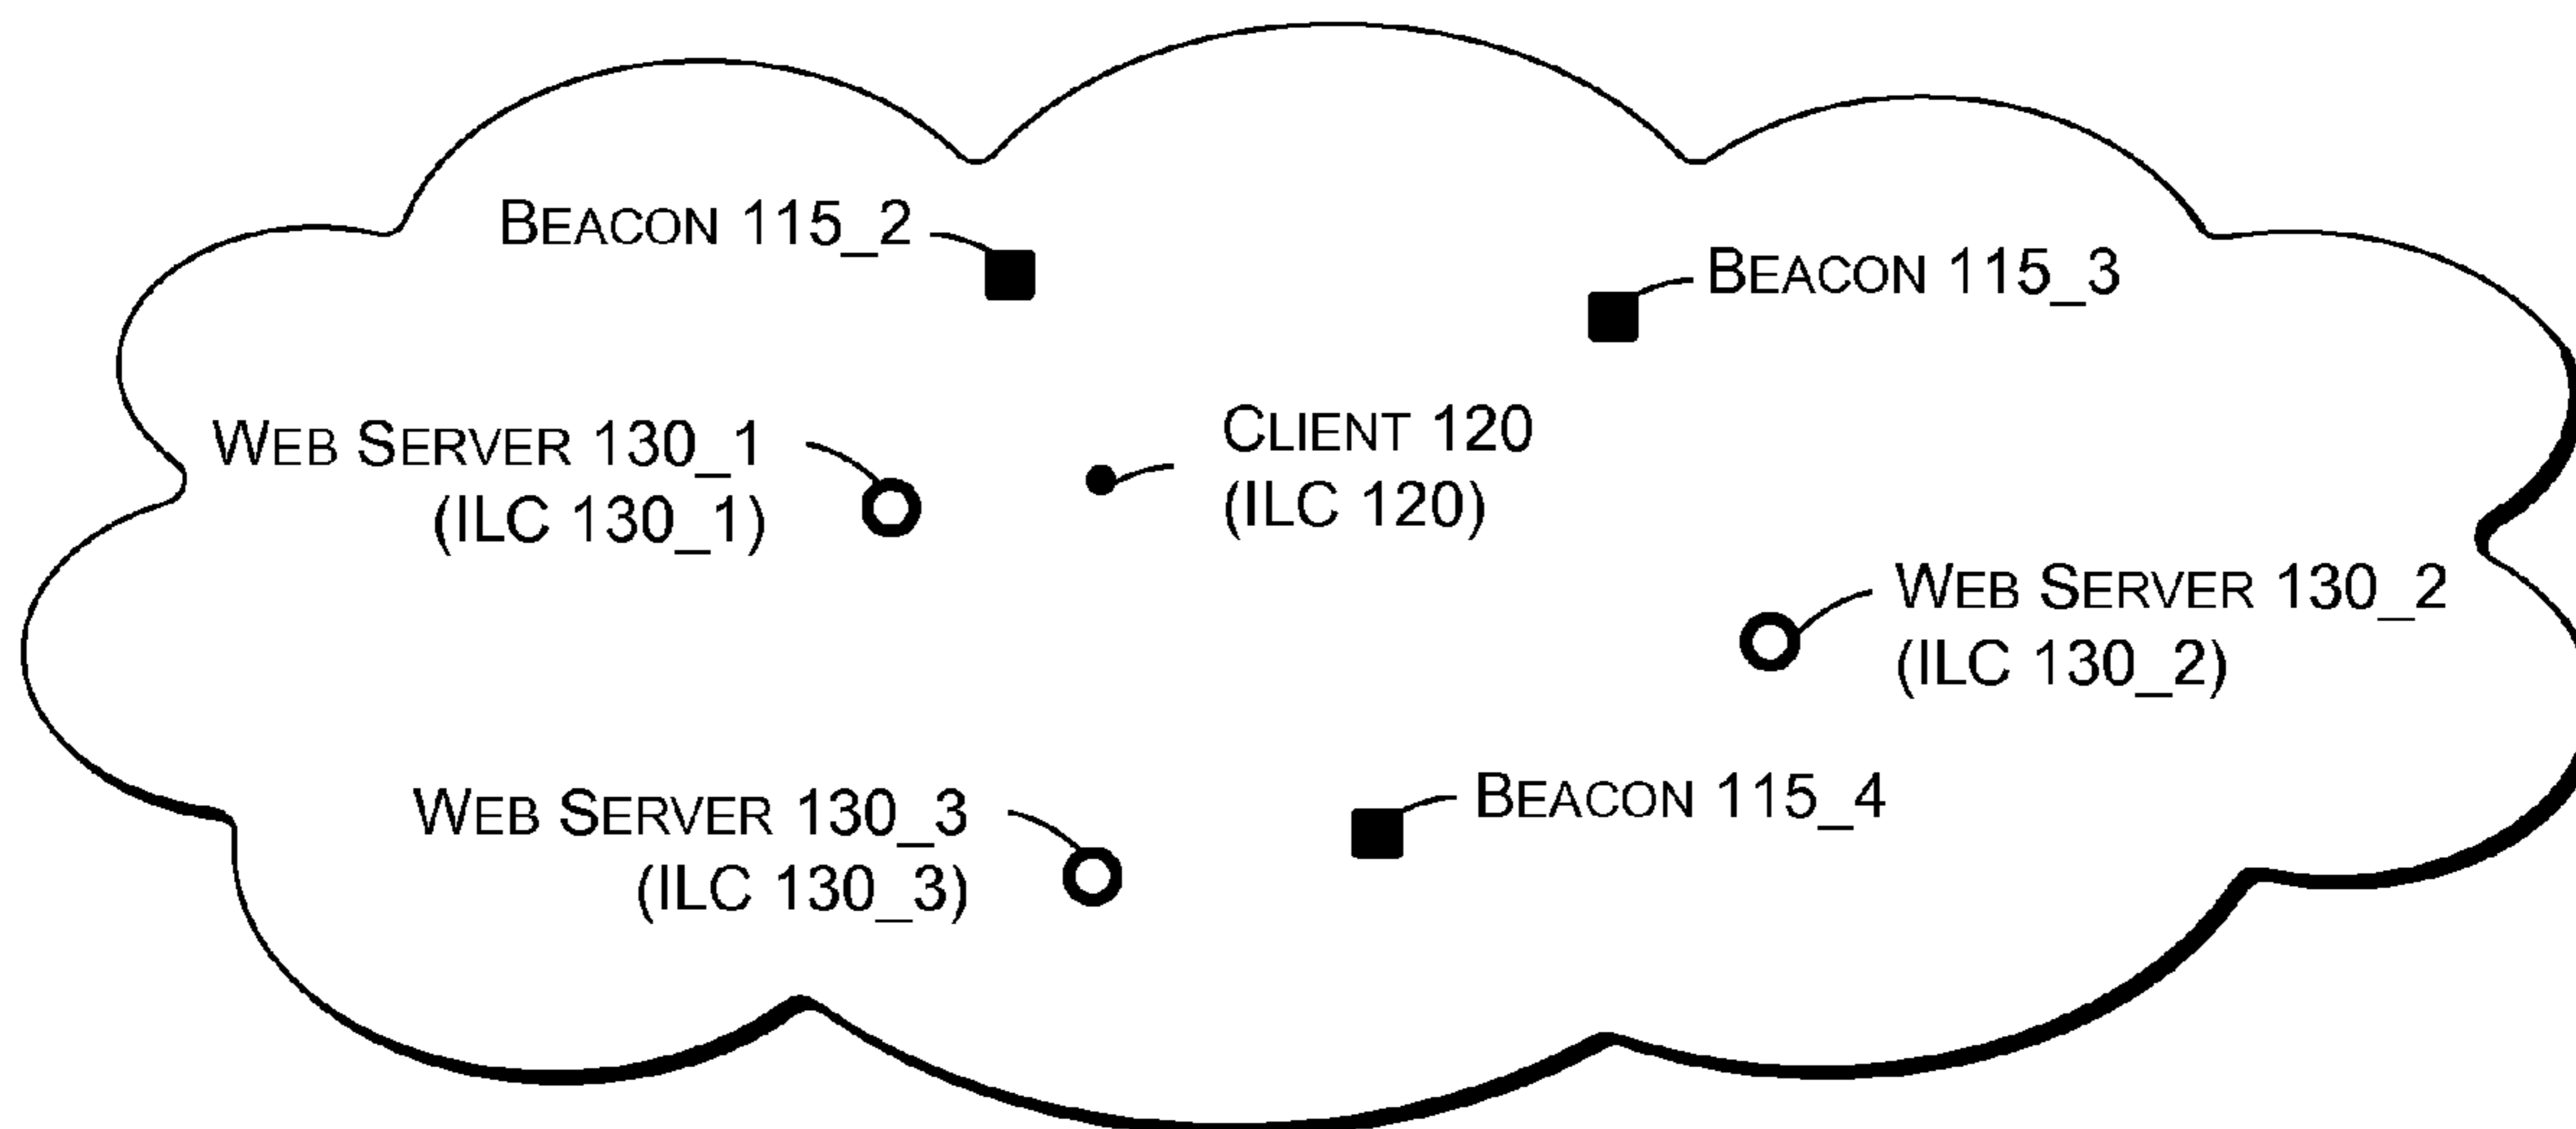 BEACON 115_2
BEACON 115_3
WEB SERVER 130_1
(ILC 130_1)
CLIENT 120
(ILC 120)
WEB SERVER 130_2
(ILC 130_2)
WEB SERVER 130_3
(ILC 130_3)
BEACON 115_4